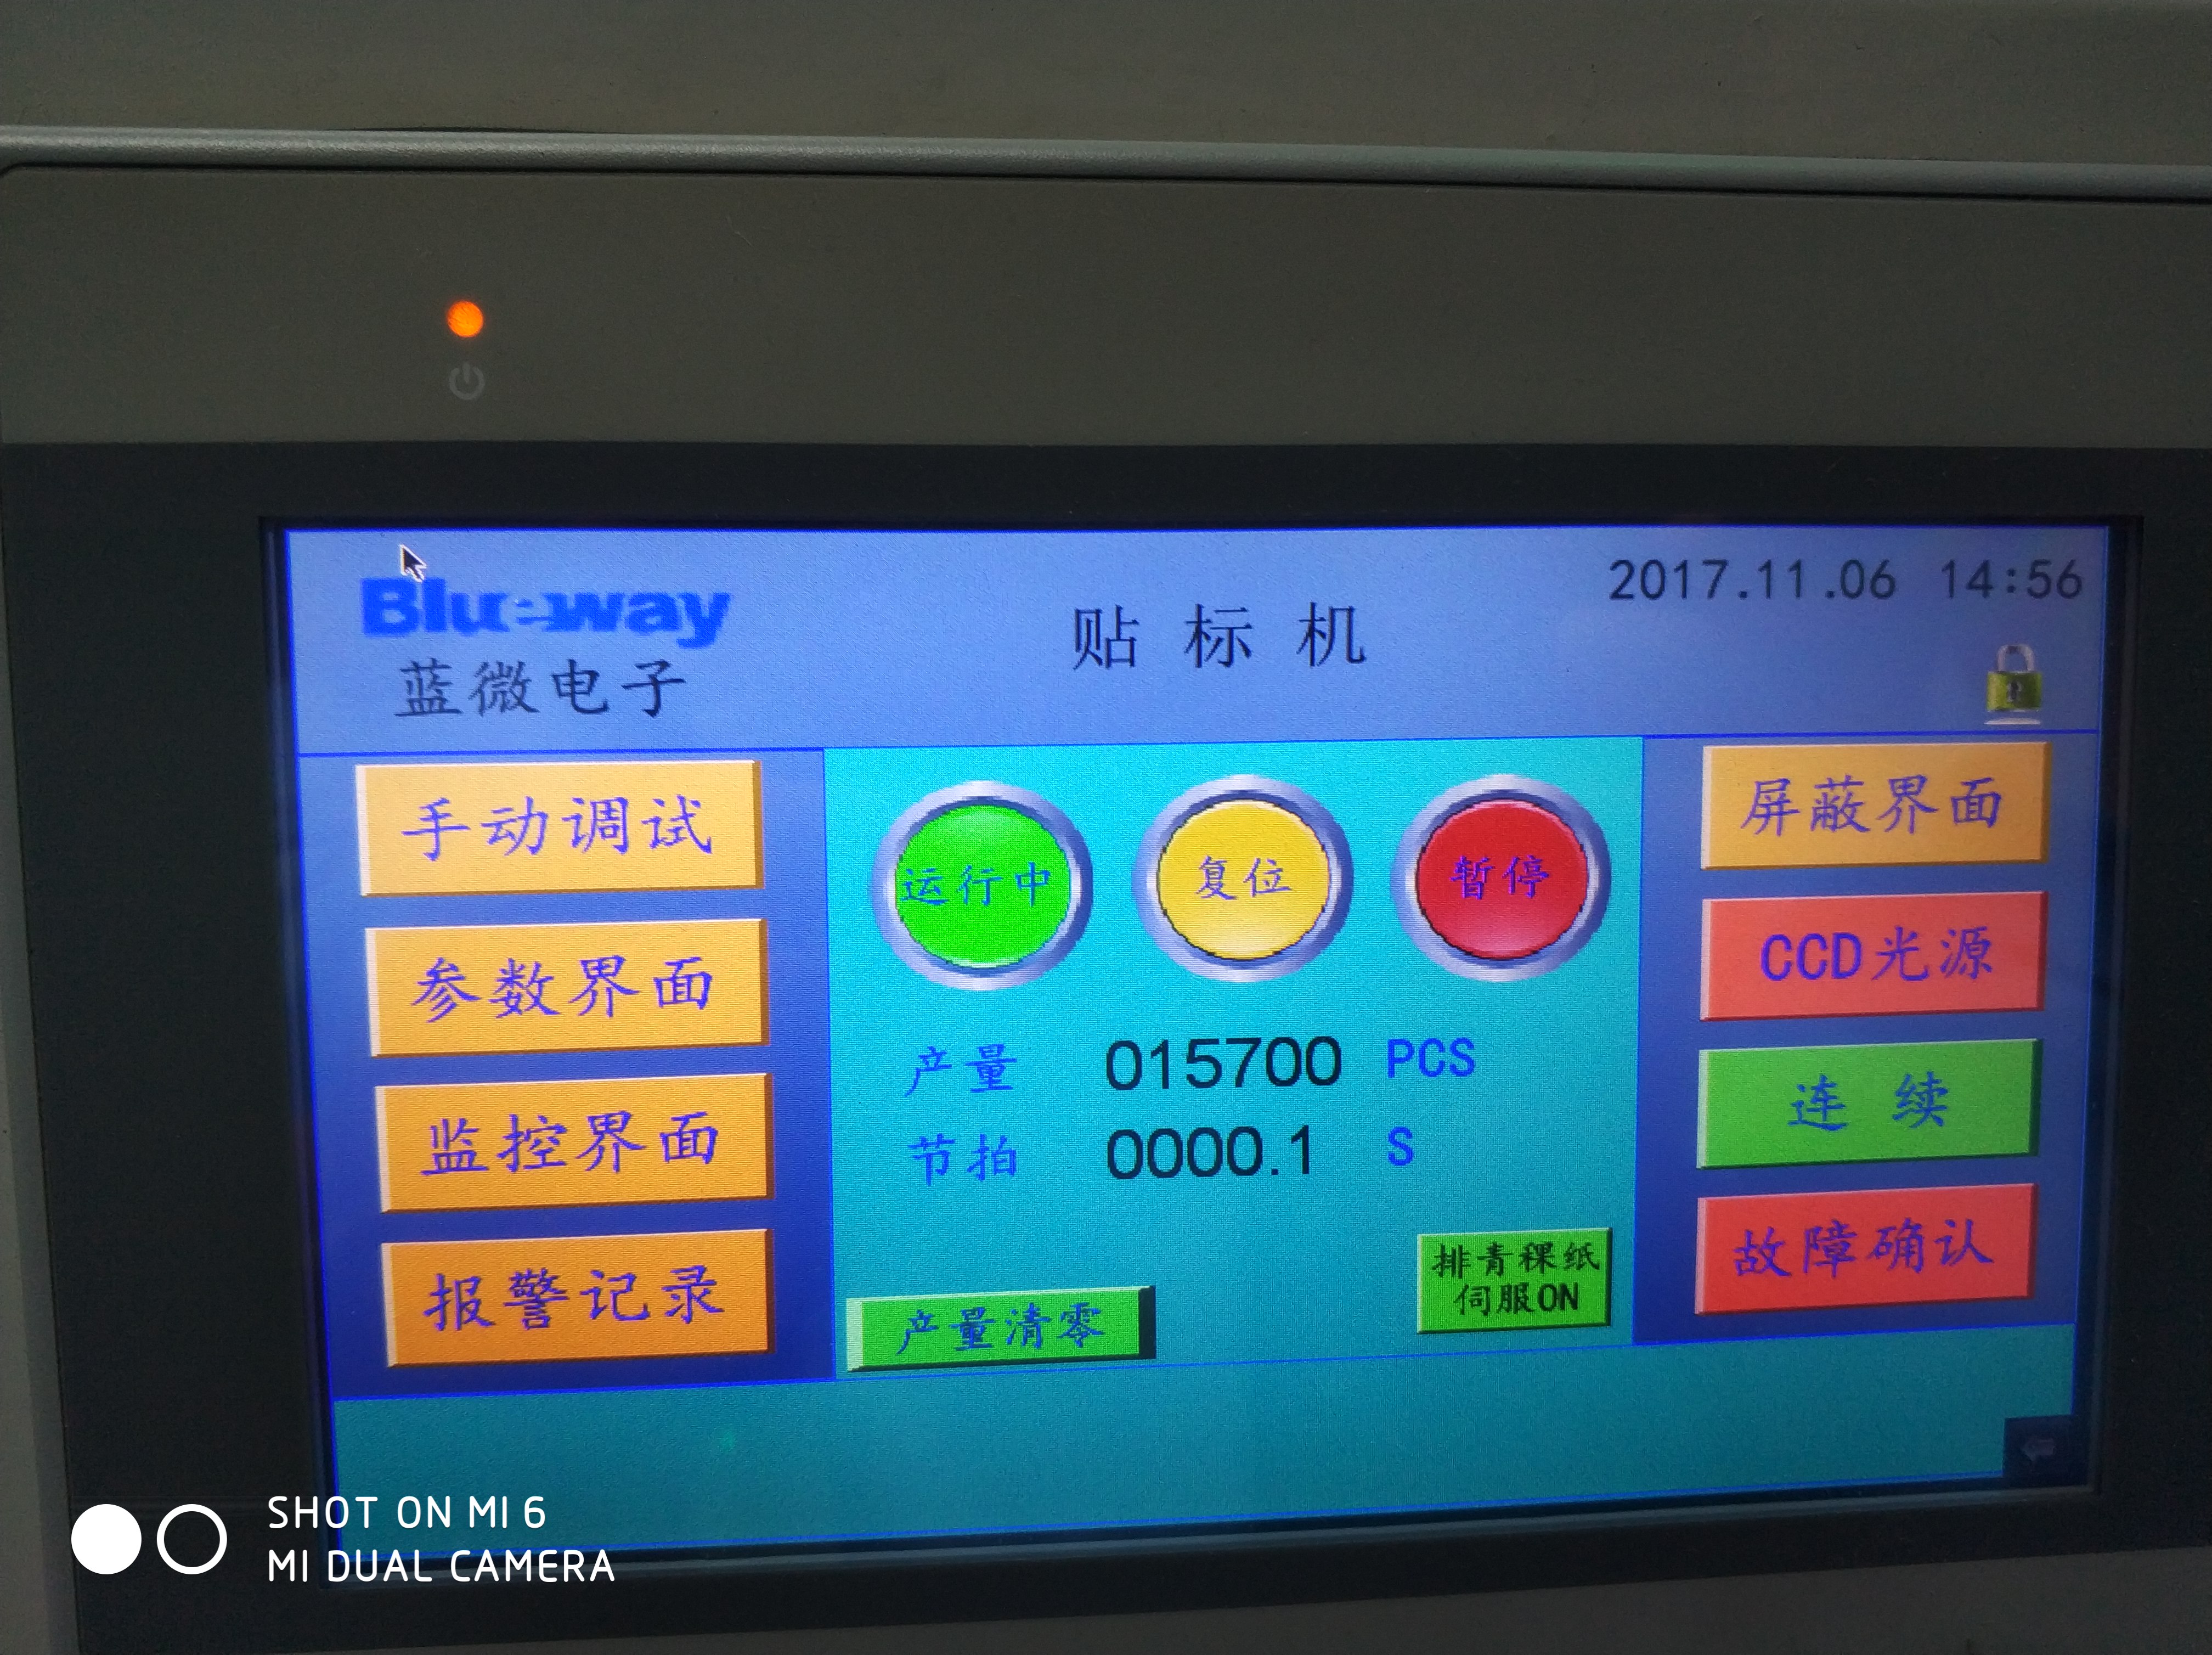 Blueway
蓝微电子
贴标机
2017.11.06 14:56
手动调试
参数界面
监控界面
报警记录
运行中
复位
暂停
产量 015700 PCS
节拍 0000.1 S
产量清零
排青稞纸
伺服ON
屏蔽界面
CCD光源
连续
故障确认
SHOT ON MI 6
MI DUAL CAMERA